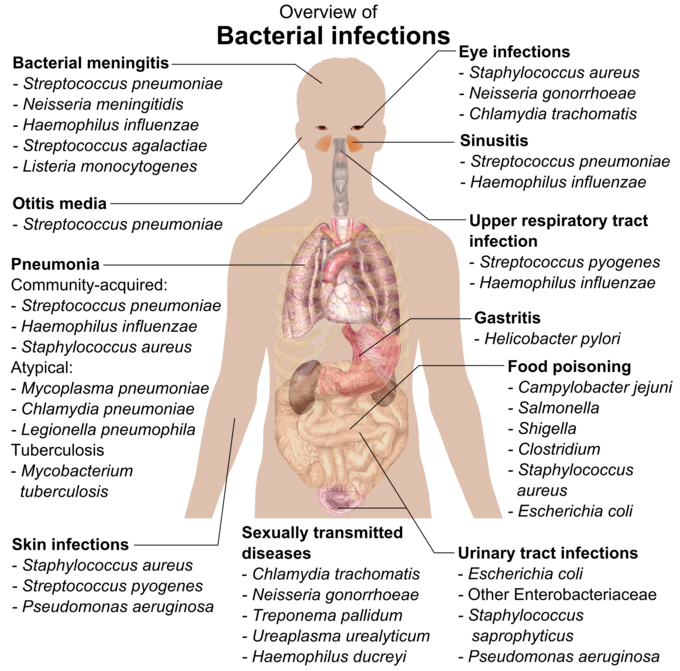 Overview of
Bacterial infections
Bacterial meningitis
- Streptococcus pneumoniae
- Neisseria meningitidis
- Haemophilus influenzae
- Streptococcus agalactiae
- Listeria monocytogenes
Otitis media
- Streptococcus pneumoniae
Pneumonia
Community-acquired:
- Streptococcus pneumoniae
- Haemophilus influenzae
- Staphylococcus aureus
Atypical:
- Mycoplasma pneumoniae
- Chlamydia pneumoniae
- Legionella pneumophila
Tuberculosis
- Mycobacterium
tuberculosis
Skin infections
- Staphylococcus aureus
- Streptococcus pyogenes
- Pseudomonas aeruginosa
Eye infections
- Staphylococcus aureus
- Neisseria gonorrhoeae
- Chlamydia trachomatis
Sinusitis
- Streptococcus pneumoniae
- Haemophilus influenzae
Upper respiratory tract
infection
- Streptococcus pyogenes
- Haemophilus influenzae
Gastritis
- Helicobacter pylori
Food poisoning
- Campylobacter jejuni
- Salmonella
- Shigella
- Clostridium
- Staphylococcus
aureus
- Escherichia coli
Sexually transmitted
diseases
- Chlamydia trachomatis
- Neisseria gonorrhoeae
- Treponema pallidum
- Ureaplasma urealyticum
- Haemophilus ducreyi
Urinary tract infections
- Escherichia coli
- Other Enterobacteriaceae
- Staphylococcus
saprophyticus
- Pseudomonas aeruginosa